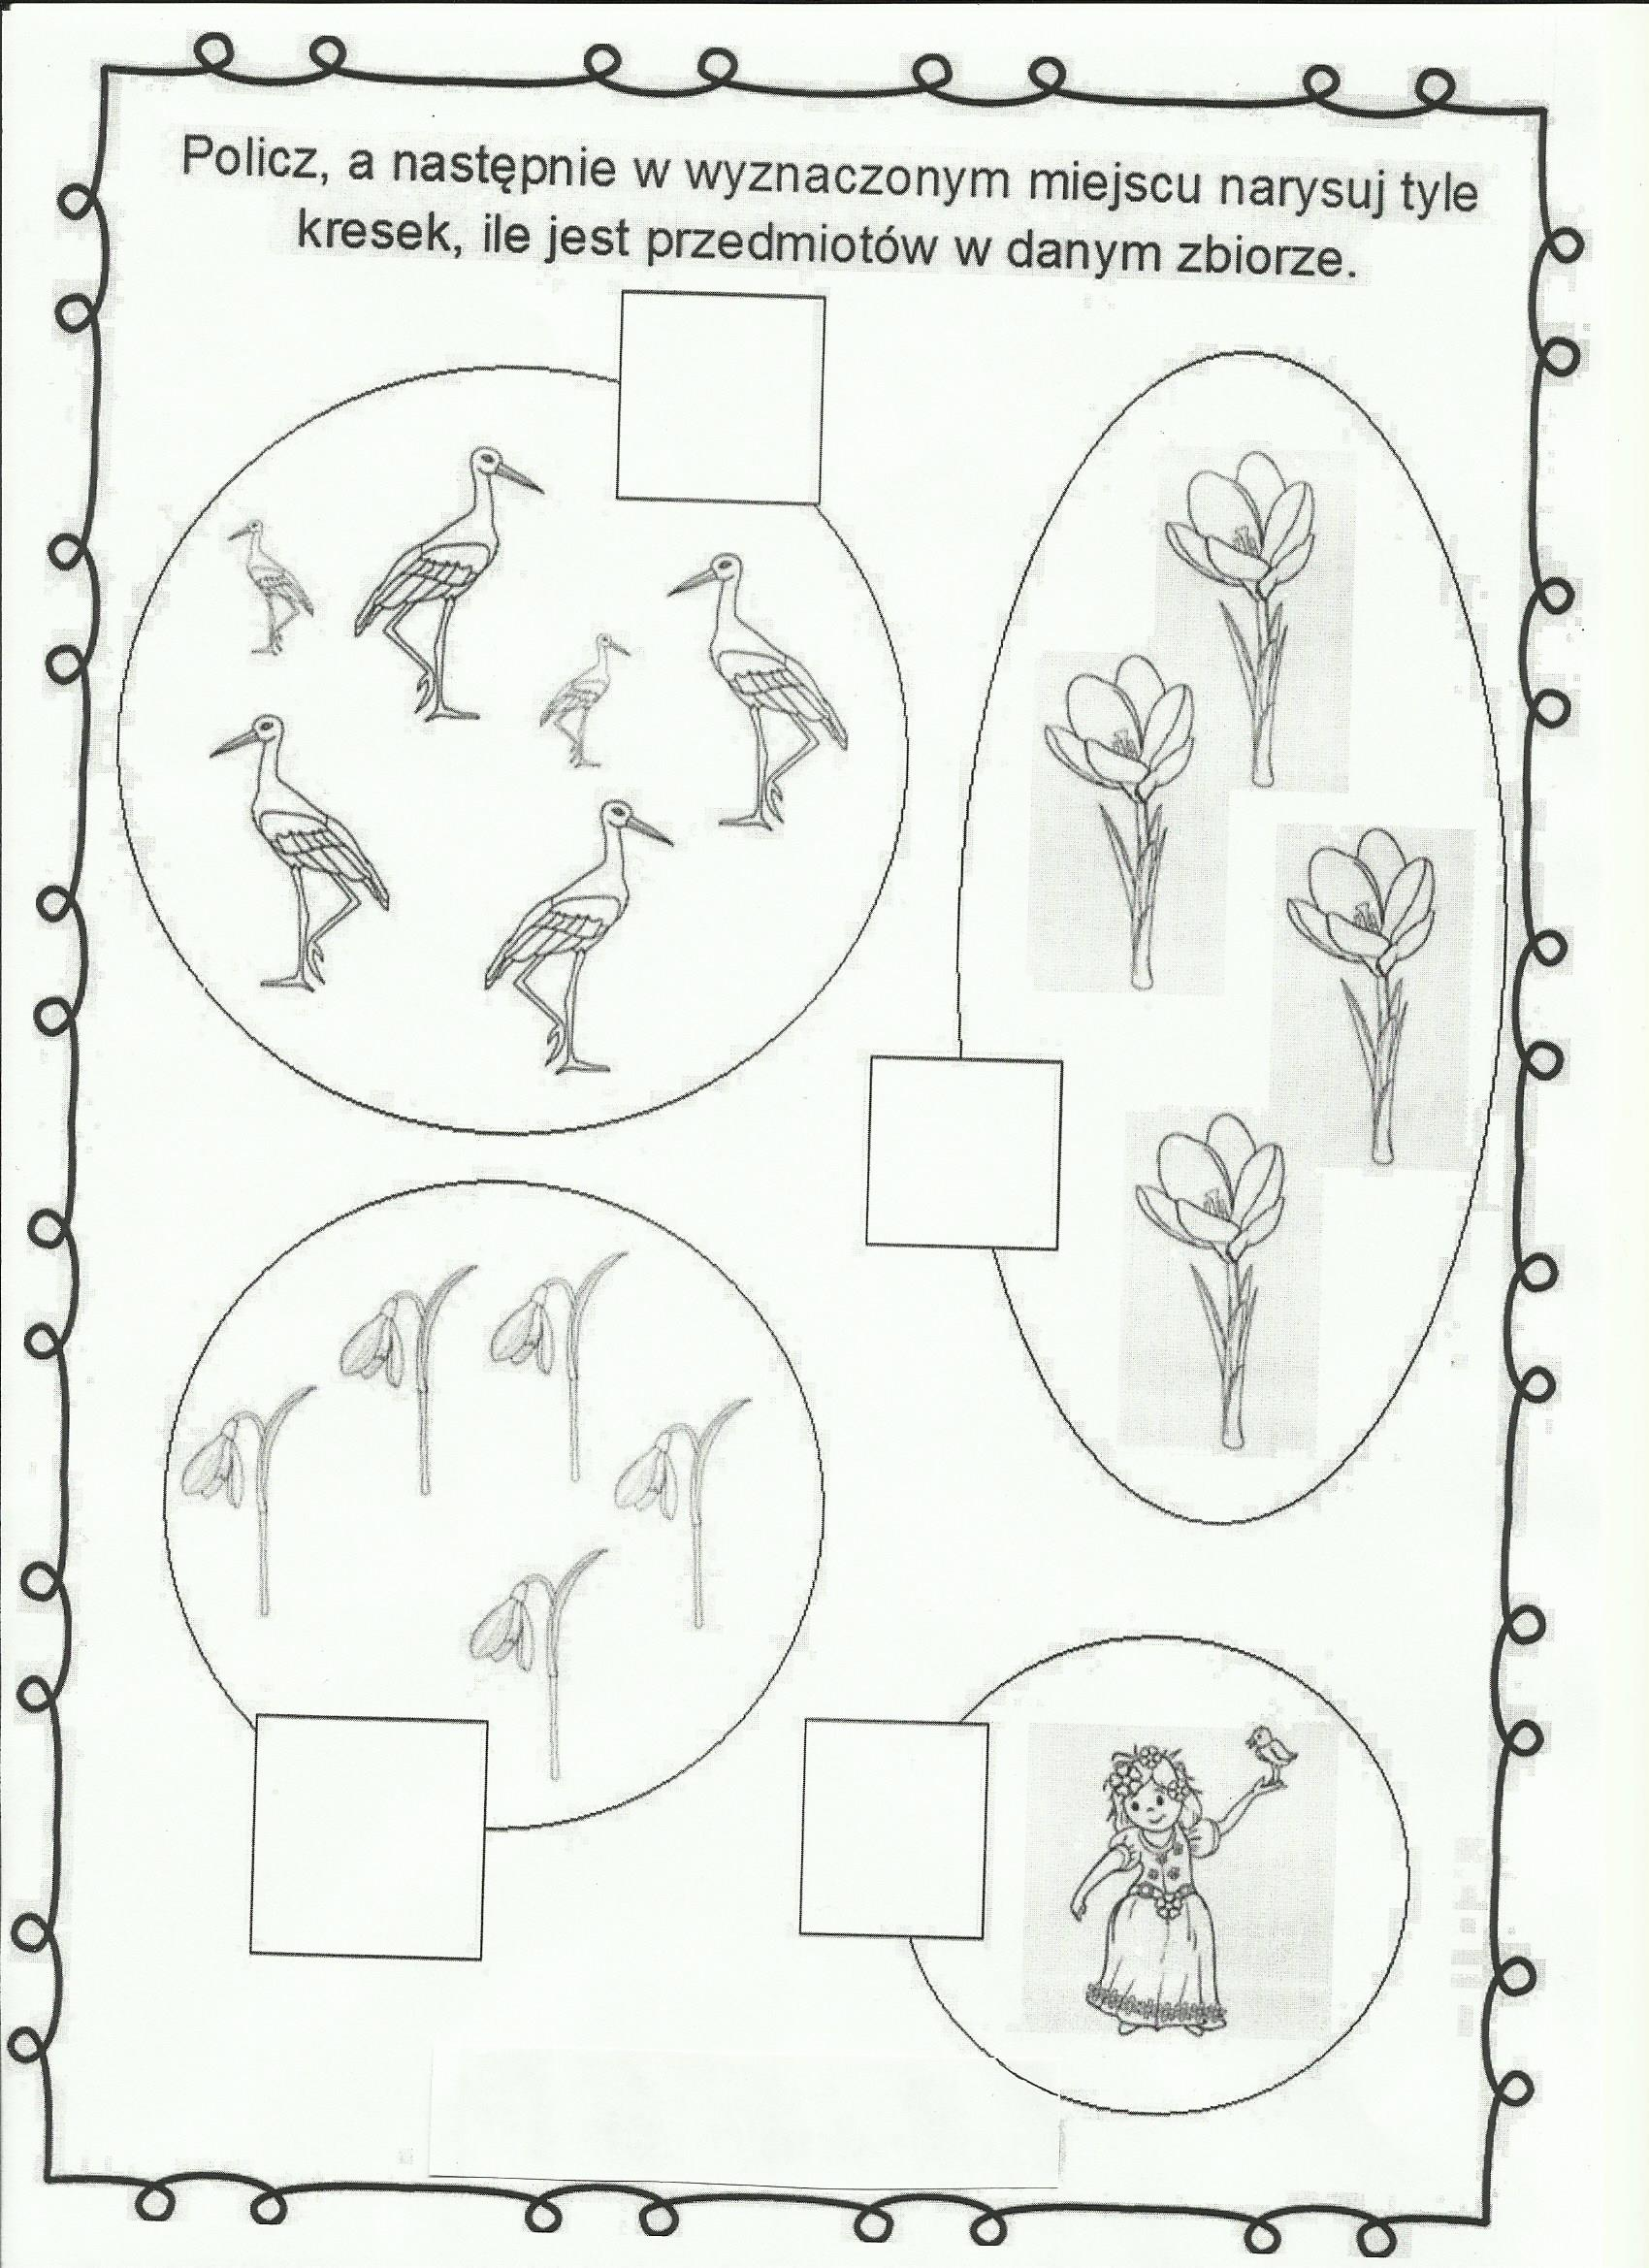 Policz, a następnie w wyznaczonym miejscu narysuj tyle
kresek, ile jest przedmiotów w danym zbiorze.